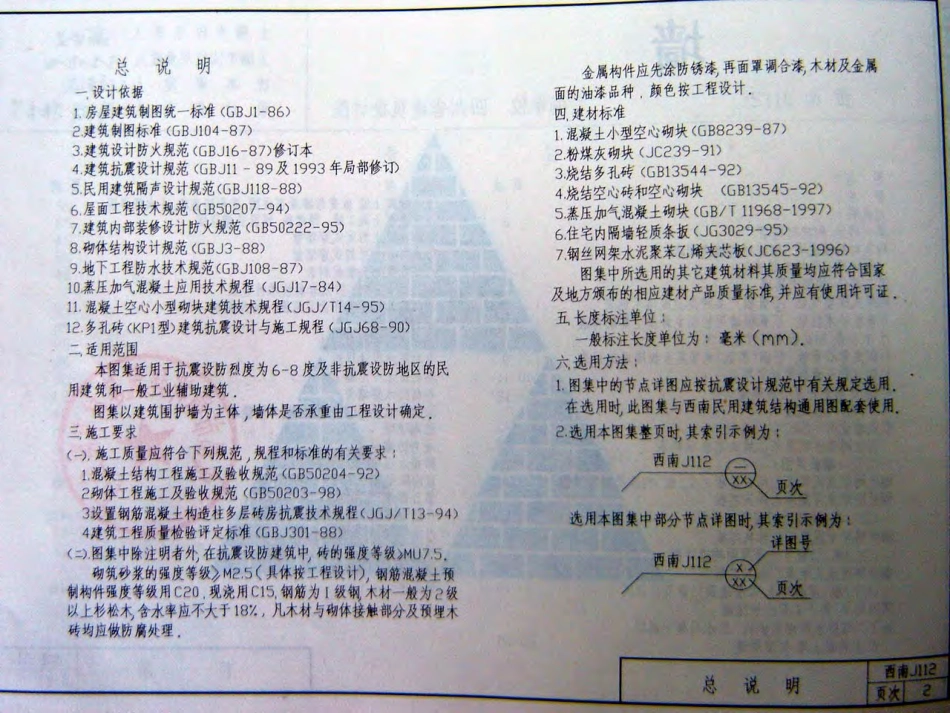 总 说 明
一.设计依据
1.房屋建筑制图统一标准(GBJ1-86)
2.建筑制图标准(GBJ104-87)
3.建筑设计防火规范(GBJ16-87)修订本
4.建筑抗震设计规范(GBJ11-89及1993年局部修订)
5.民用建筑隔声设计规范(GBJ118-88)
6.屋面工程技术规范(GB50207-94)
7.建筑内部装修设计防火规范(GB50222-95)
8.砌体结构设计规范(GBJ3-88)
9.地下工程防水技术规范(GBJ108-87)
10.蒸压加气混凝土应用技术规程(JGJ17-84)
11.混凝土空心小型砌块建筑技术规程(JGJ/T14-95)
12.多孔砖(KP1型)建筑抗震设计与施工规程(JGJ68-90)
二.适用范围
本图集适用于抗震设防烈度为6-8度及非抗震设防地区的民
用建筑和一般工业辅助建筑.
图集以建筑围护墙为主体,墙体是否承重由工程设计确定.
三.施工要求
(一).施工质量应符合下列规范,规程和标准的有关要求:
1.混凝土结构工程施工及验收规范(GB50204-92)
2砌体工程施工及验收规范(GB50203-98)
3设置钢筋混凝土构造柱多层砖房抗震技术规程(JGJ/T13-94)
4建筑工程质量检验评定标准(GBJ301-88)
(二).图集中除注明者外,在抗震设防建筑中,砖的强度等级≥MU7.5.
砌筑砂浆的强度等级≥M2.5(具体按工程设计),钢筋混凝土预
制构件强度等级用C20,现浇用C15,钢筋为I级钢,木材一般为2级
以上杉松木,含水率应不大于18%.凡木材与砌体接触部分及预埋木
砖均应做防腐处理.
金属构件应先涂防锈漆,再面罩调合漆,木材及金属
面的油漆品种.颜色按工程设计.
四.建材标准
1.混凝土小型空心砌块(GB8239-87)
2.粉煤灰砌块(JC239-91)
3.烧结多孔砖(GB13544-92)
4.烧结空心砖和空心砌块 (GB13545-92)
5.蒸压加气混凝土砌块(GB/T 11968-1997)
6.住宅内隔墙轻质条板(JG3029-95)
7.钢丝网架水泥聚苯乙烯夹芯板(JC623-1996)
图集中所选用的其它建筑材料其质量均应符合国家
及地方颁布的相应建材产品质量标准,并应有使用许可证.
五.长度标注单位:
一般标注长度单位为: 毫米(mm).
六.选用方法:
1.图集中的节点详图应按抗震设计规范中有关规定选用.
在选用时,此图集与西南民用建筑结构通用图配套使用.
2.选用本图集整页时,其索引示例为:
西南J112
一
XX
页次
选用本图集中部分节点详图时,其索引示例为:
详图号
西南J112
XX
XX
页次
总 说 明
西南J112
页次 2
墙